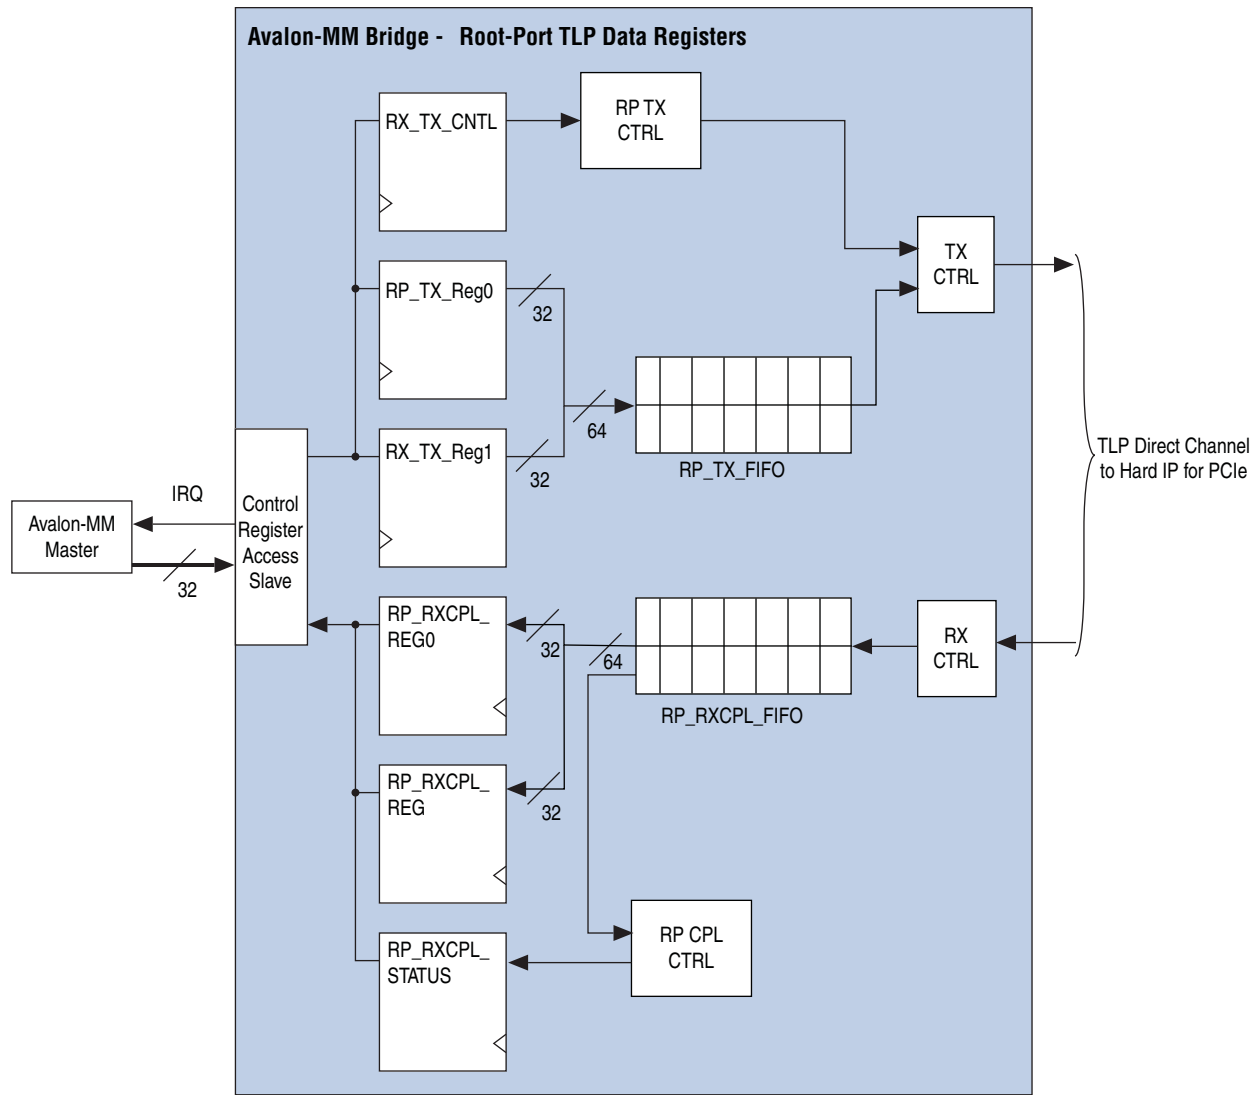 Avalon-MM Bridge - Root-Port TLP Data Registers
RX_TX_CNTL
RP TX
CTRL
TX
CTRL
RP_TX_Reg0
32
64
RP_TX_FIFO
RX_TX_Reg1
32
TLP Direct Channel
to Hard IP for PCIe
IRQ
Avalon-MM
Master
32
Control
Register
Access
Slave
RP_RXCPL_
REG0
32
64
RP_RXCPL_FIFO
RX
CTRL
RP_RXCPL_
REG
32
RP CPL
CTRL
RP_RXCPL_
STATUS